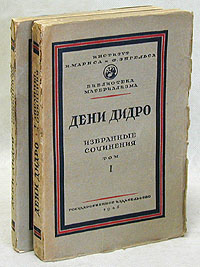 ИНСТИТУТ
К. МАРКСА и Ф. ЭНГЕЛЬСА
БИБЛИОТЕКА
МАТЕРИАЛИЗМА
ДЕНИ ДИДРО
ИЗБРАННЫЕ
СОЧИНЕНИЯ
ТОМ
I
ГОСУДАРСТВЕННОЕ ИЗДАТЕЛЬСТВО
ДЕНИ ДИДРО